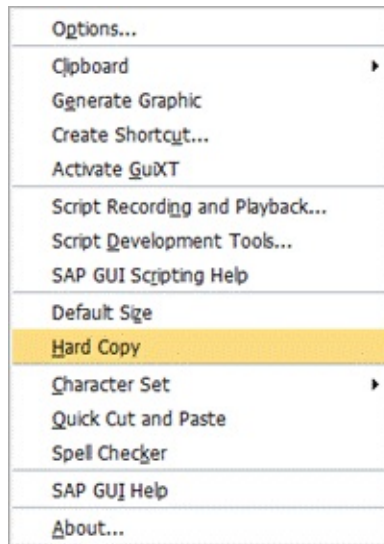 Options...
Clipboard
Generate Graphic
Create Shortcut...
Activate GuiXT
Script Recording and Playback...
Script Development Tools...
SAP GUI Scripting Help
Default Size
Hard Copy
Character Set
Quick Cut and Paste
Spell Checker
SAP GUI Help
About...